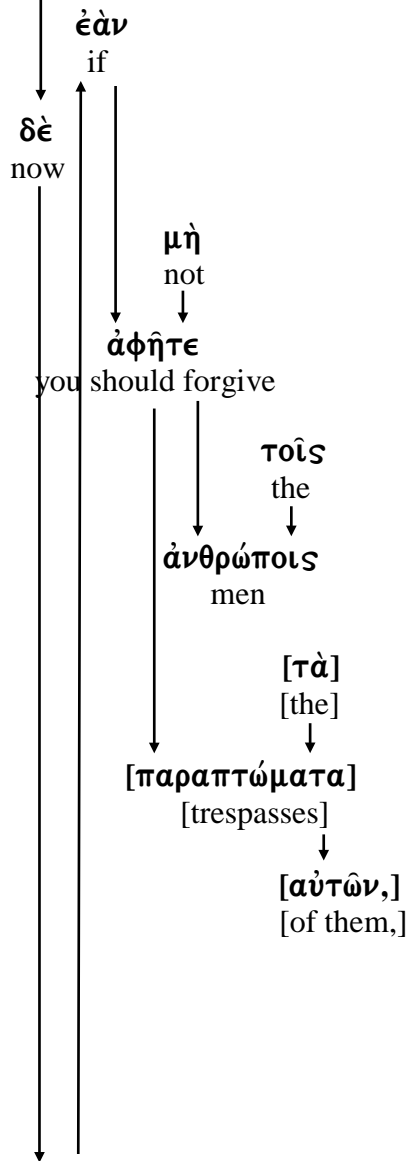 ἐὰν
if
δὲ
now
μὴ
not
ἀφῆτε
you should forgive
τοῖς
the
ἀνθρώποις
men
[τὰ]
[the]
[παραπτώματα]
[trespasses]
[αὐτῶν,]
[of them,]